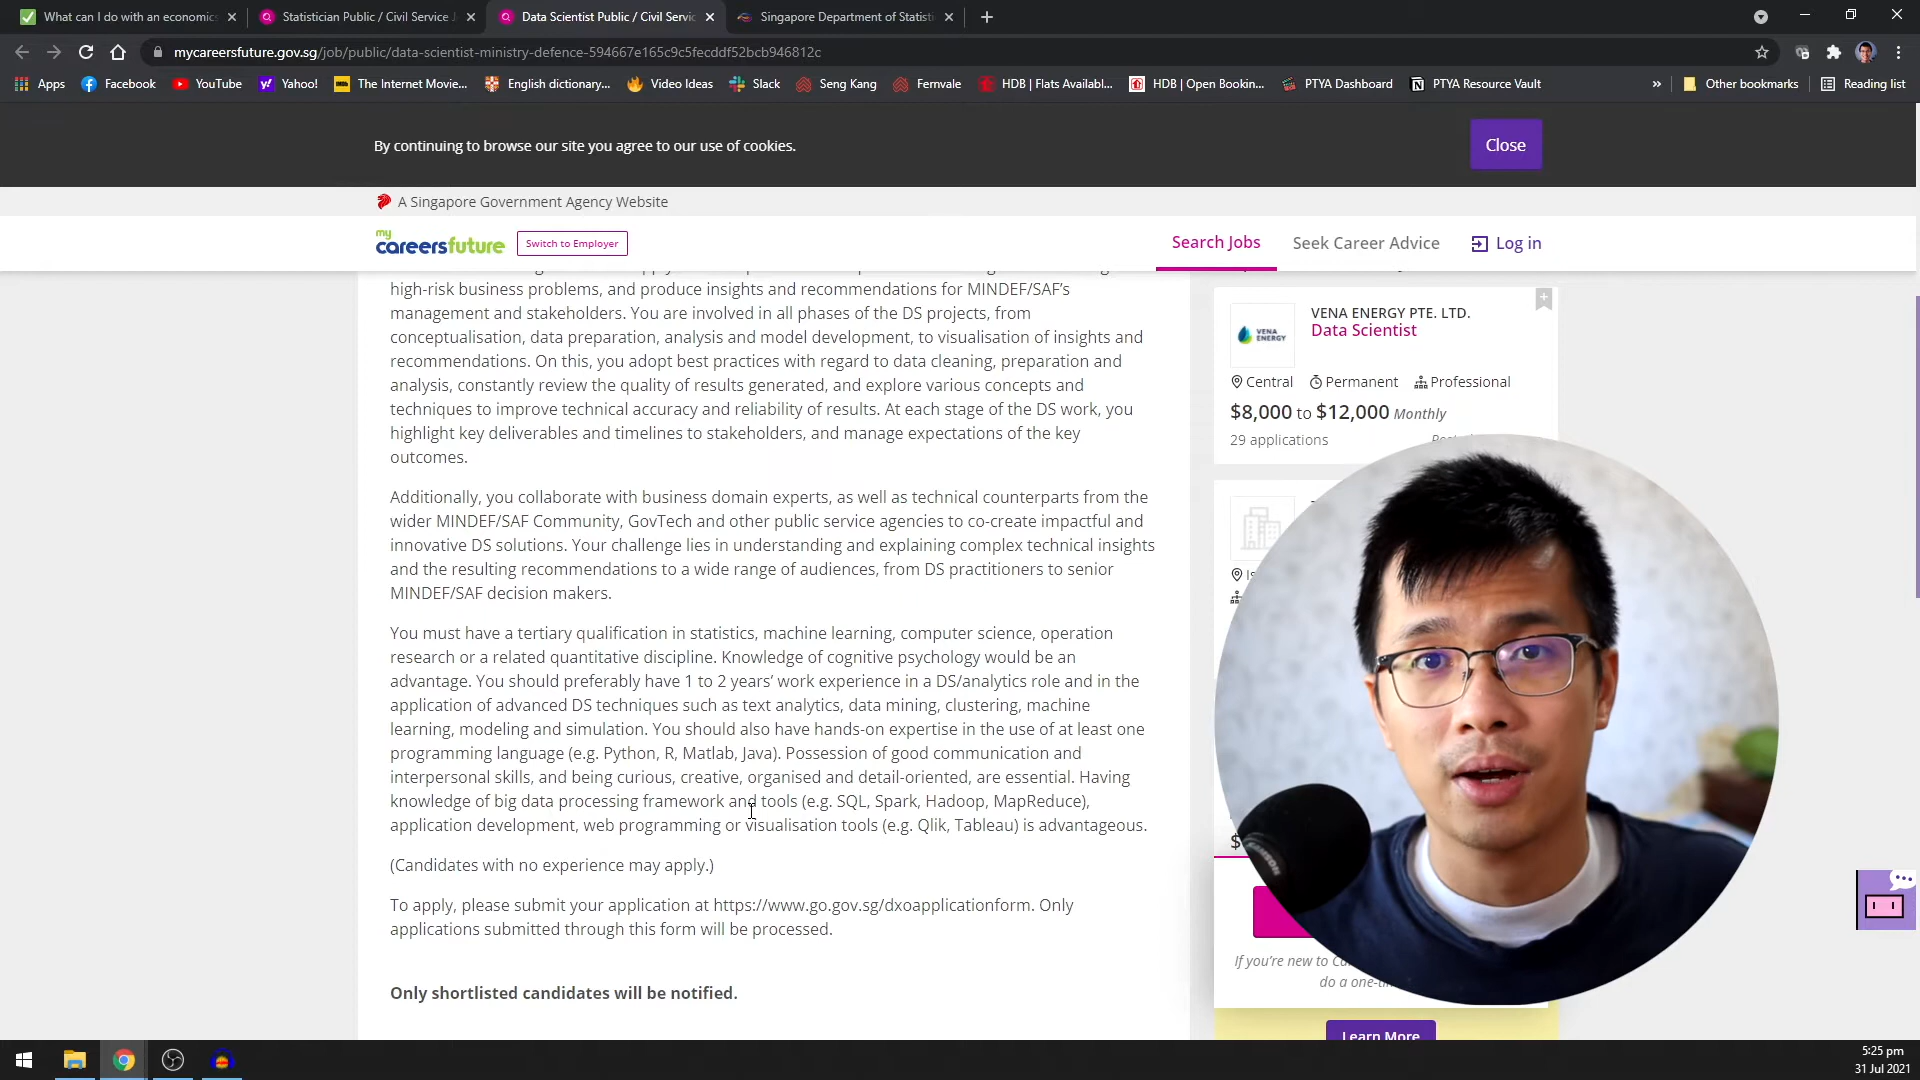 What can I do with an economics
Statistician Public / Civil Service J
Data Scientist Public / Civil Servic
Singapore Department of Statisti
mycareersfuture.gov.sg/job/public/data-scientist-ministry-defence-594667e165c9c5fecddf52bcb946812c
Apps
Facebook
YouTube
Yahoo!
The Internet Movie...
English dictionary...
Video Ideas
Slack
Seng Kang
Fernvale
HDB | Flats Availabl...
HDB | Open Bookin...
PTYA Dashboard
PTYA Resource Vault
»
Other bookmarks
Reading list
By continuing to browse our site you agree to our use of cookies.
Close
A Singapore Government Agency Website
my careersfuture
Switch to Employer
Search Jobs
Seek Career Advice
Log in
high-risk business problems, and produce insights and recommendations for MINDEF/SAF's
management and stakeholders. You are involved in all phases of the DS projects, from
conceptualisation, data preparation, analysis and model development, to visualisation of insights and
recommendations. On this, you adopt best practices with regard to data cleaning, preparation and
analysis, constantly review the quality of results generated, and explore various concepts and
techniques to improve technical accuracy and reliability of results. At each stage of the DS work, you
highlight key deliverables and timelines to stakeholders, and manage expectations of the key
outcomes.
Additionally, you collaborate with business domain experts, as well as technical counterparts from the
wider MINDEF/SAF Community, GovTech and other public service agencies to co-create impactful and
innovative DS solutions. Your challenge lies in understanding and explaining complex technical insights
and the resulting recommendations to a wide range of audiences, from DS practitioners to senior
MINDEF/SAF decision makers.
You must have a tertiary qualification in statistics, machine learning, computer science, operation
research or a related quantitative discipline. Knowledge of cognitive psychology would be an
advantage. You should preferably have 1 to 2 years' work experience in a DS/analytics role and in the
application of advanced DS techniques such as text analytics, data mining, clustering, machine
learning, modeling and simulation. You should also have hands-on expertise in the use of at least one
programming language (e.g. Python, R, Matlab, Java). Possession of good communication and
interpersonal skills, and being curious, creative, organised and detail-oriented, are essential. Having
knowledge of big data processing framework and tools (e.g. SQL, Spark, Hadoop, MapReduce),
application development, web programming or visualisation tools (e.g. Qlik, Tableau) is advantageous.
(Candidates with no experience may apply.)
To apply, please submit your application at https://www.go.gov.sg/dxoapplicationform. Only
applications submitted through this form will be processed.
Only shortlisted candidates will be notified.
VENA ENERGY
VENA ENERGY PTE. LTD.
Data Scientist
Central
Permanent
Professional
$8,000 to $12,000 Monthly
29 applications
$
If you're new to
do a one-
Learn More
5:25 pm
31 Jul 2021